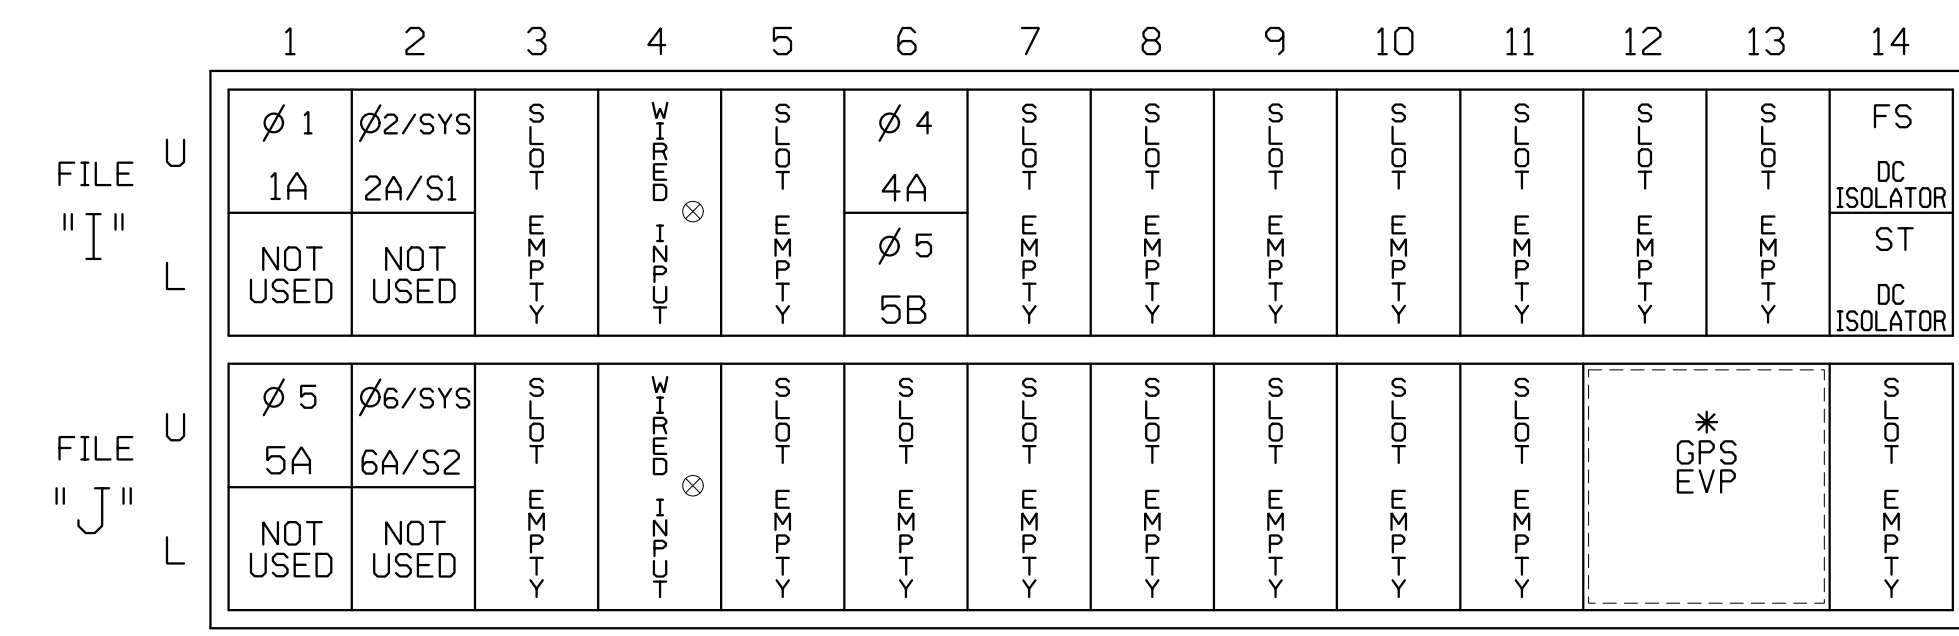 1 2 3 4 5 6 7 8 9 10 11 12 13 14
FILE
"I"
U
L
Ø 1
1A
NOT
USED
Ø2/SYS
2A/S1
NOT
USED
SLOT EMPTY
WIRED INPUT
⊗
SLOT EMPTY
Ø 4
4A
Ø 5
5B
SLOT EMPTY
SLOT EMPTY
SLOT EMPTY
SLOT EMPTY
SLOT EMPTY
SLOT EMPTY
SLOT EMPTY
FS
DC
ISOLATOR
ST
DC
ISOLATOR
FILE
"J"
U
L
Ø 5
5A
NOT
USED
Ø6/SYS
6A/S2
NOT
USED
SLOT EMPTY
WIRED INPUT
⊗
SLOT EMPTY
SLOT EMPTY
SLOT EMPTY
SLOT EMPTY
SLOT EMPTY
SLOT EMPTY
SLOT EMPTY
*
GPS
EVP
SLOT EMPTY